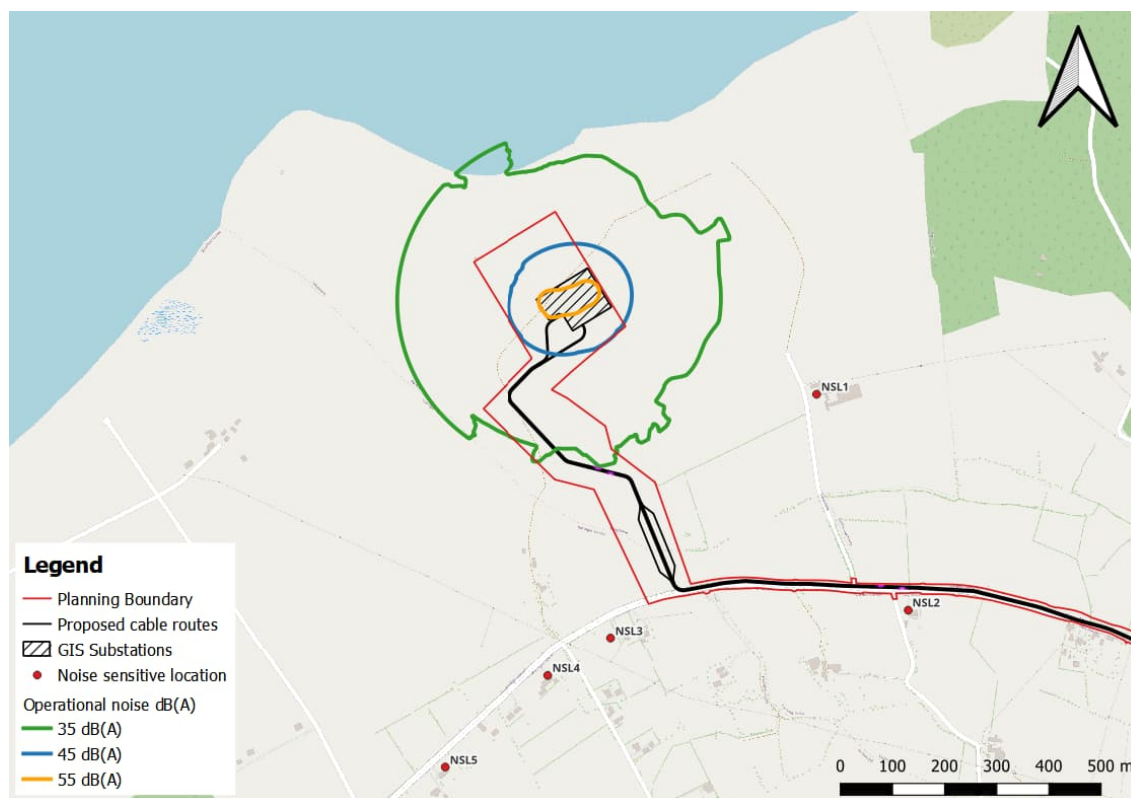 NSL1
NSL2
NSL3
NSL4
NSL5
Legend
Planning Boundary
Proposed cable routes
GIS Substations
Noise sensitive location
Operational noise dB(A)
35 dB(A)
45 dB(A)
55 dB(A)
0 100 200 300 400 500 m